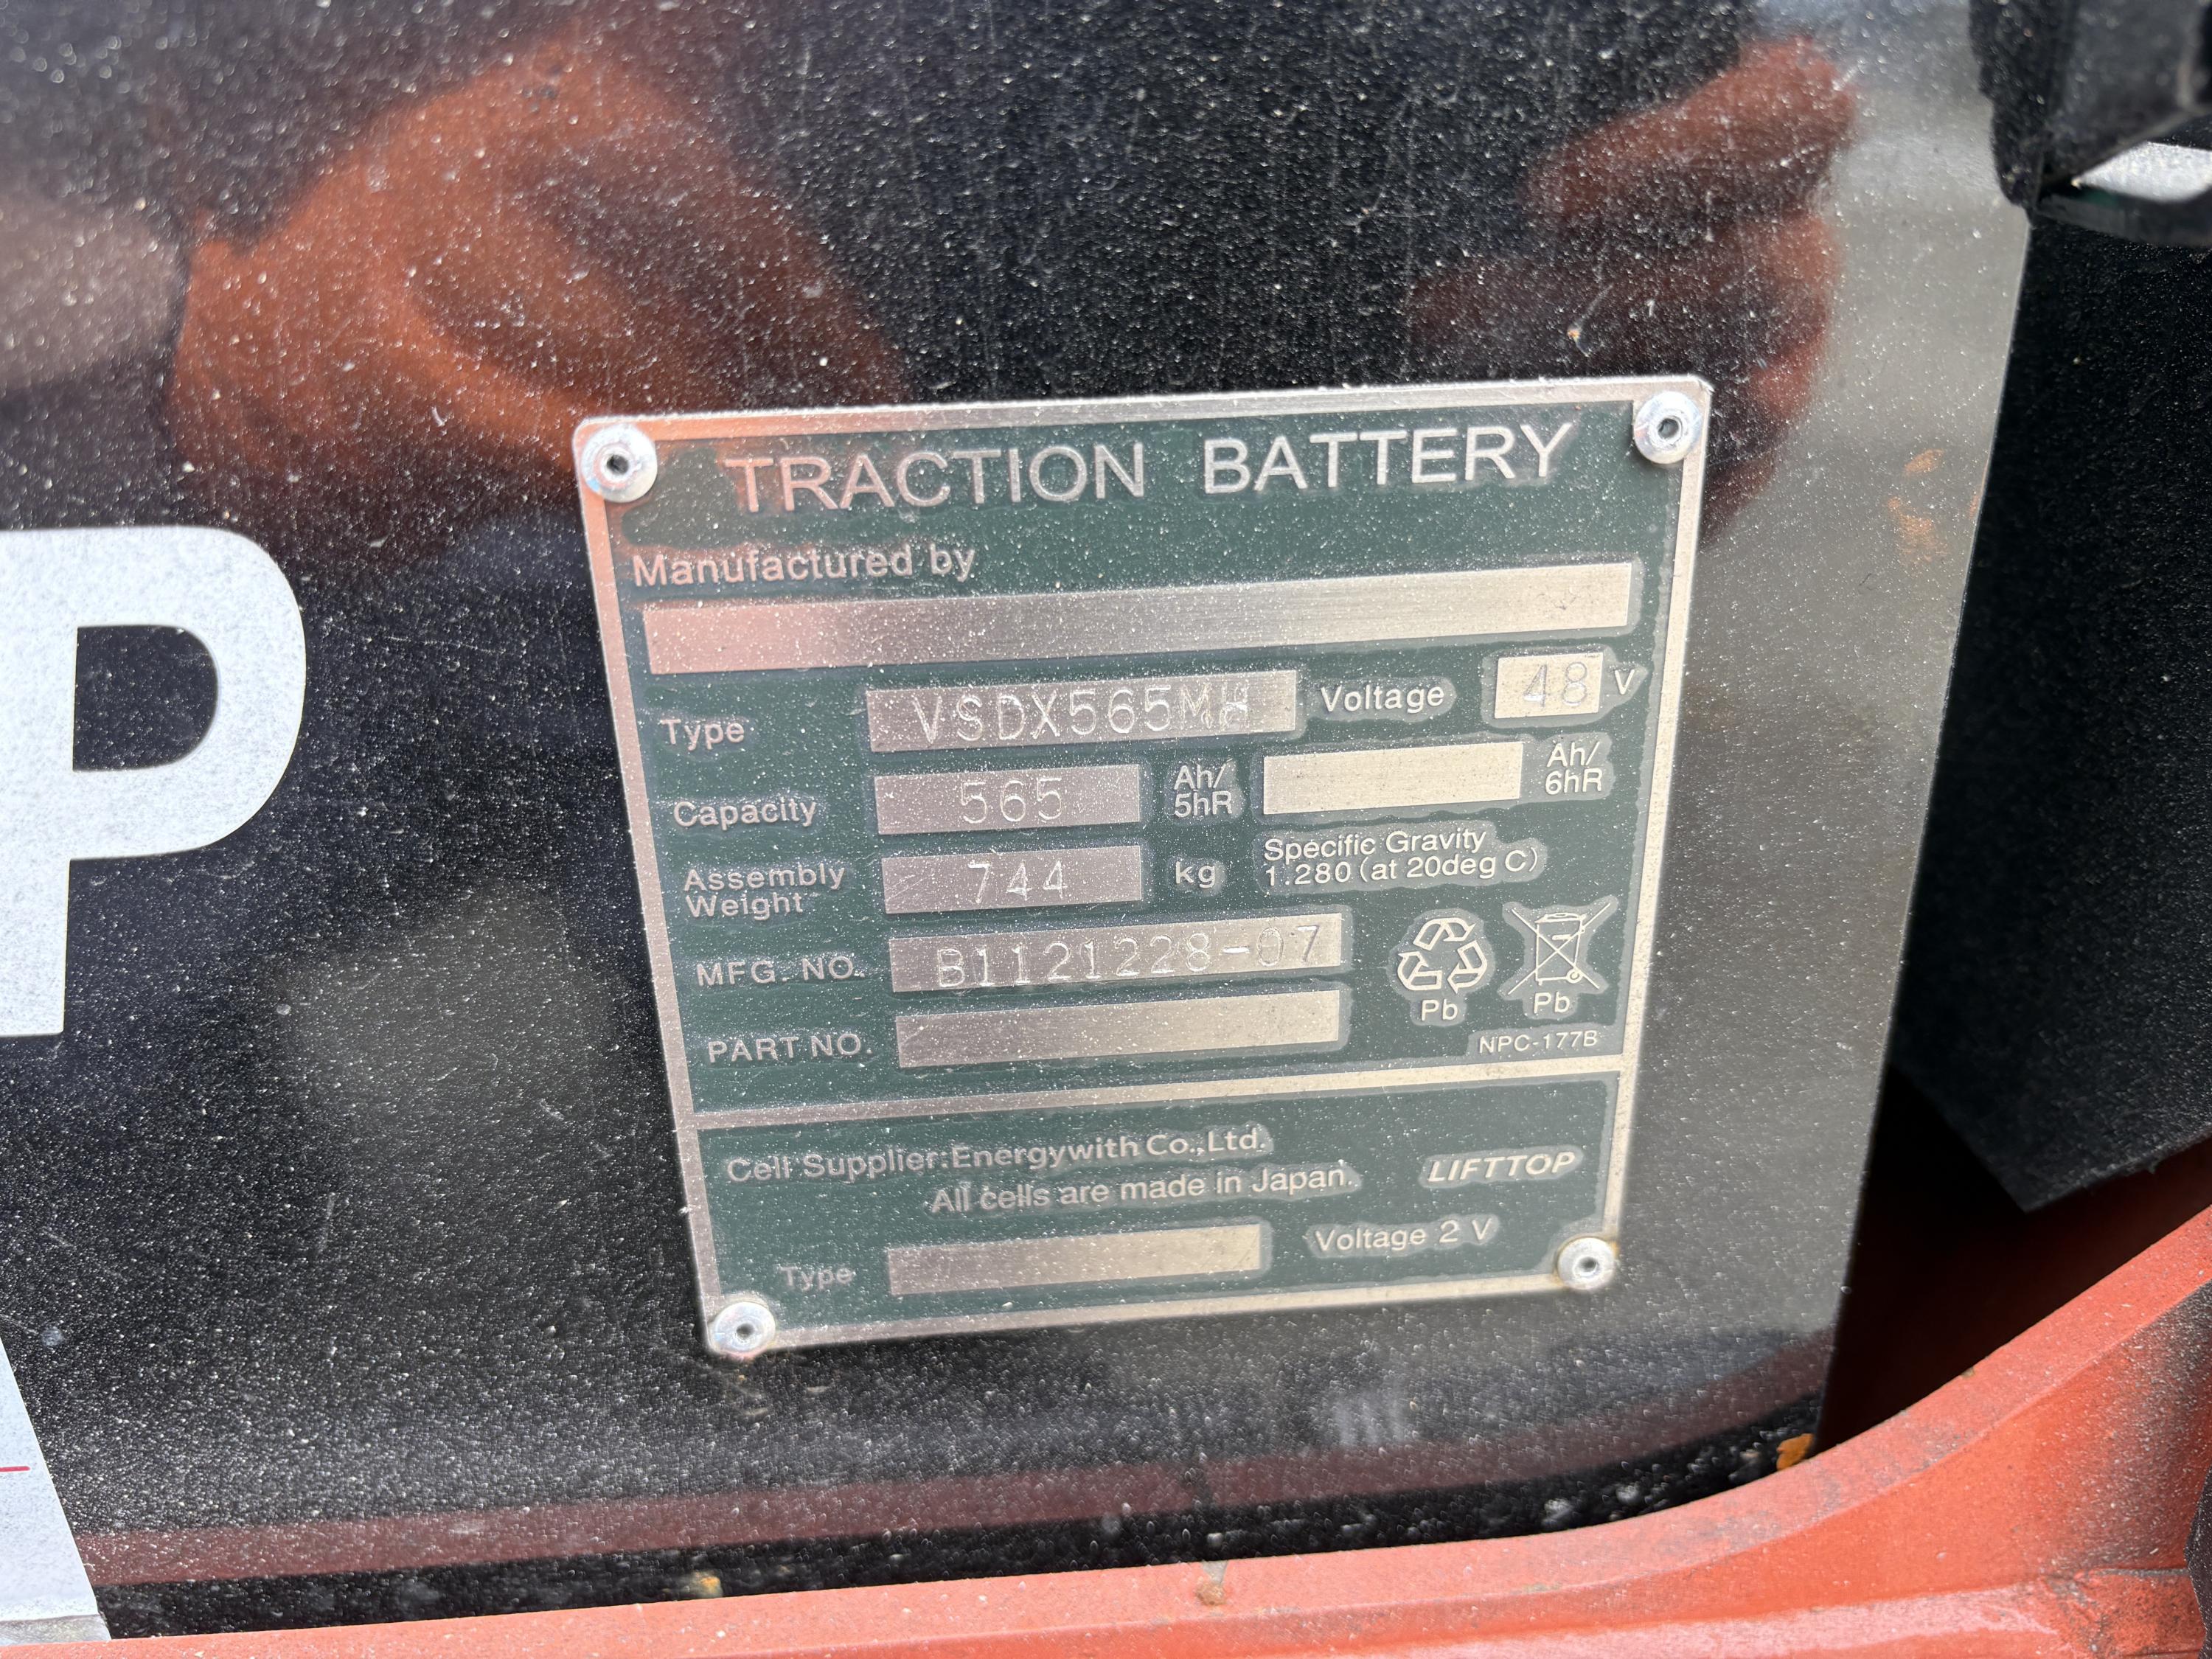 P
TRACTION BATTERY
Manufactured by
Type VSDX565MH Voltage 48 V
Capacity 565 Ah/5hR Ah/6hR
Assembly Weight 744 kg
Specific Gravity
1.280 (at 20deg C)
MFG. NO. B1121228-07
Pb Pb
PART NO.
NPC-177B
Cell Supplier:Energywith Co.,Ltd.
All cells are made in Japan.
LIFTTOP
Type Voltage 2 V